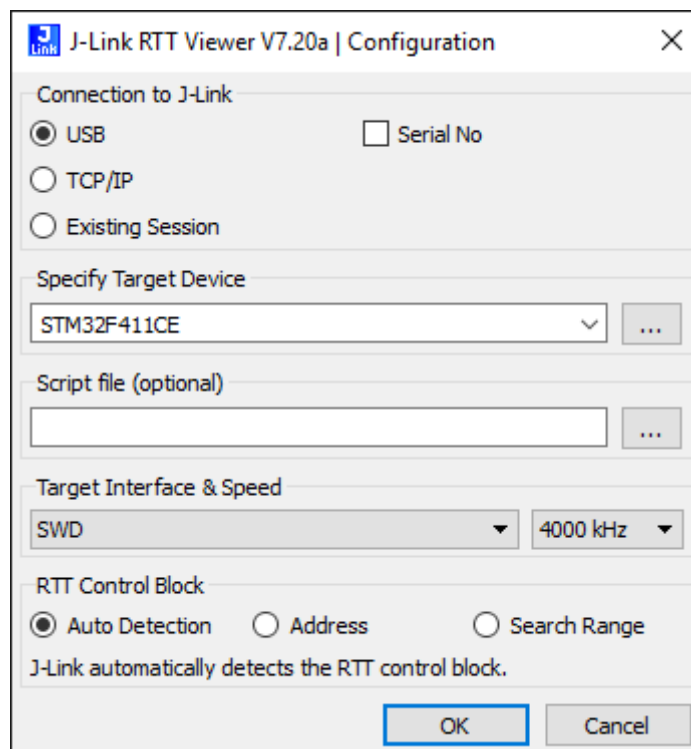 J-Link RTT Viewer V7.20a | Configuration
Connection to J-Link
USB Serial No
TCP/IP
Existing Session
Specify Target Device
STM32F411CE ...
Script file (optional)
...
Target Interface & Speed
SWD 4000 kHz
RTT Control Block
Auto Detection Address Search Range
J-Link automatically detects the RTT control block.
OK Cancel